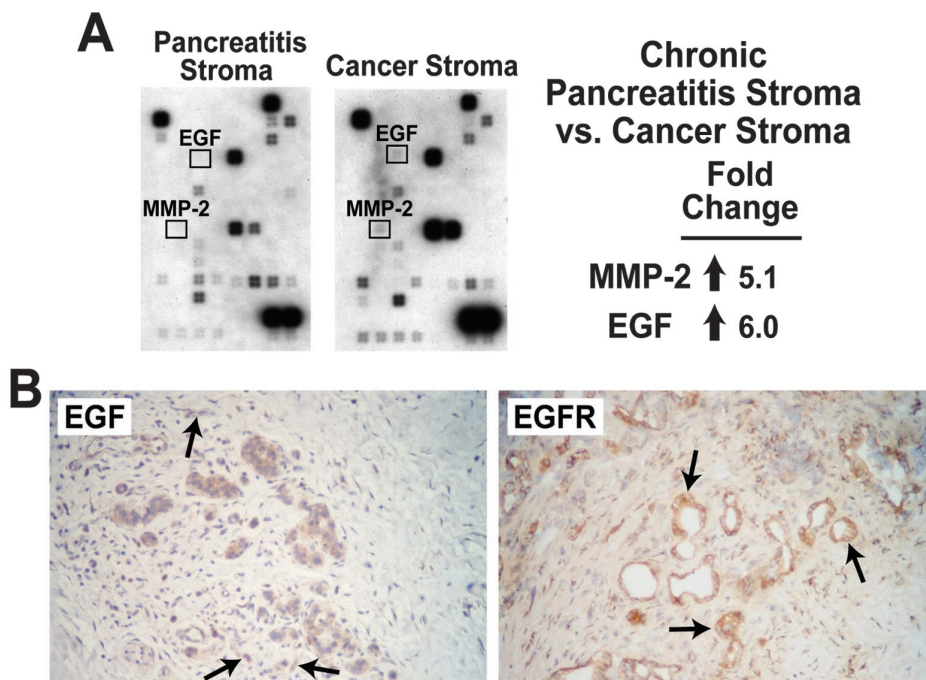 A
Pancreatitis
Stroma
Cancer Stroma
EGF
MMP-2
EGF
MMP-2
Chronic
Pancreatitis Stroma
vs. Cancer Stroma
Fold
Change
MMP-2 ↑ 5.1
EGF ↑ 6.0
B
EGF
EGFR